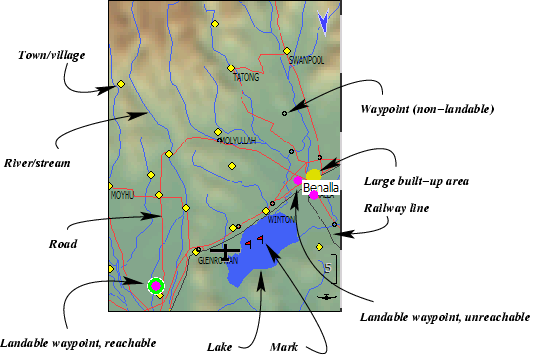 Town/village
SWANPOOL
TATONG
Waypoint (non-landable)
MOLYULLAH
River/stream
Large built-up area
Benalla
MOYHU
Railway line
WINTON
Road
GLENROWAN
5
Landable waypoint, unreachable
Landable waypoint, reachable
Lake
Mark